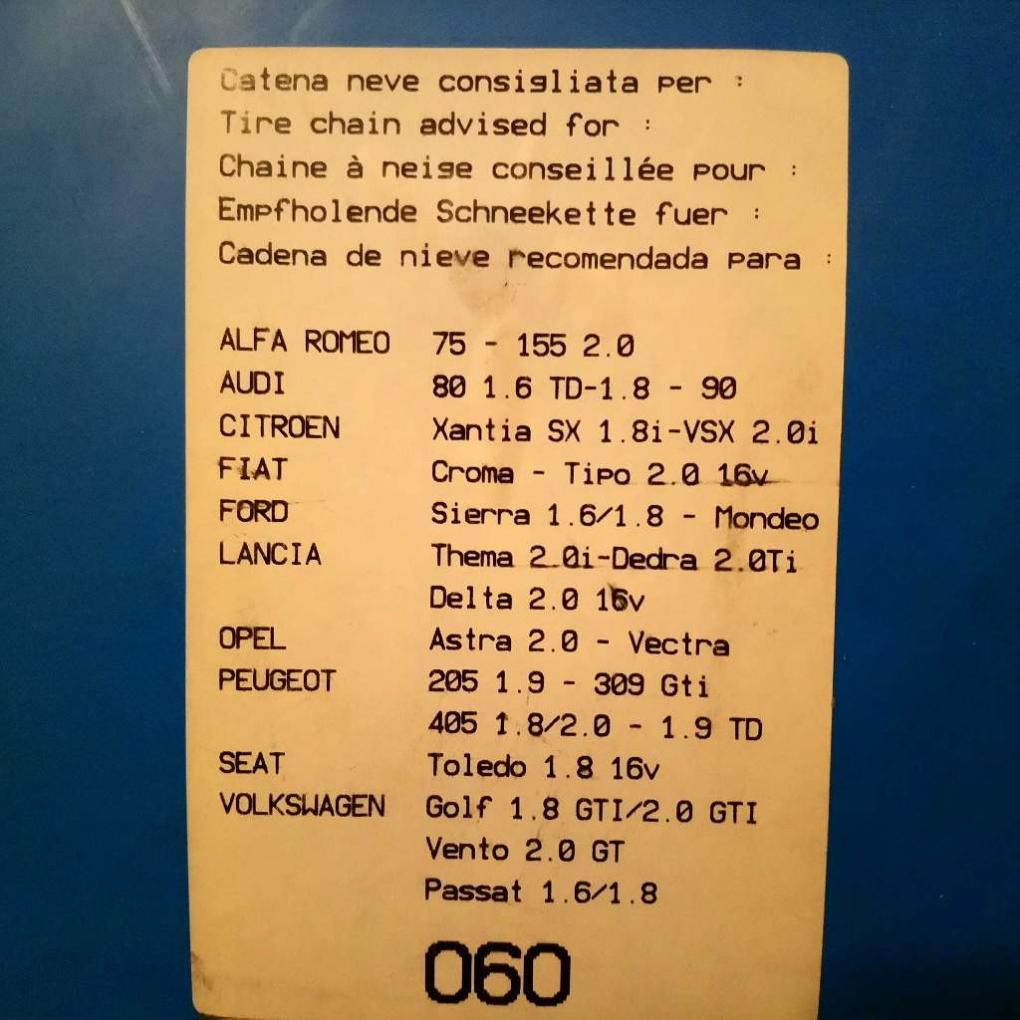 Catena neve consigliata per :
Tire chain advised for :
Chaine à neige conseillée pour :
Empfholende Schneekette fuer :
Cadena de nieve recomendada para :
ALFA ROMEO 75 - 155 2.0
AUDI 80 1.6 TD-1.8 - 90
CITROEN Xantia SX 1.8i-VSX 2.0i
FIAT Croma - Tipo 2.0 16v
FORD Sierra 1.6/1.8 - Mondeo
LANCIA Thema 2.0i-Dedra 2.0Ti
Delta 2.0 16v
OPEL Astra 2.0 - Vectra
PEUGEOT 205 1.9 - 309 Gti
405 1.8/2.0 - 1.9 TD
SEAT Toledo 1.8 16v
VOLKSWAGEN Golf 1.8 GTI/2.0 GTI
Vento 2.0 GT
Passat 1.6/1.8
060